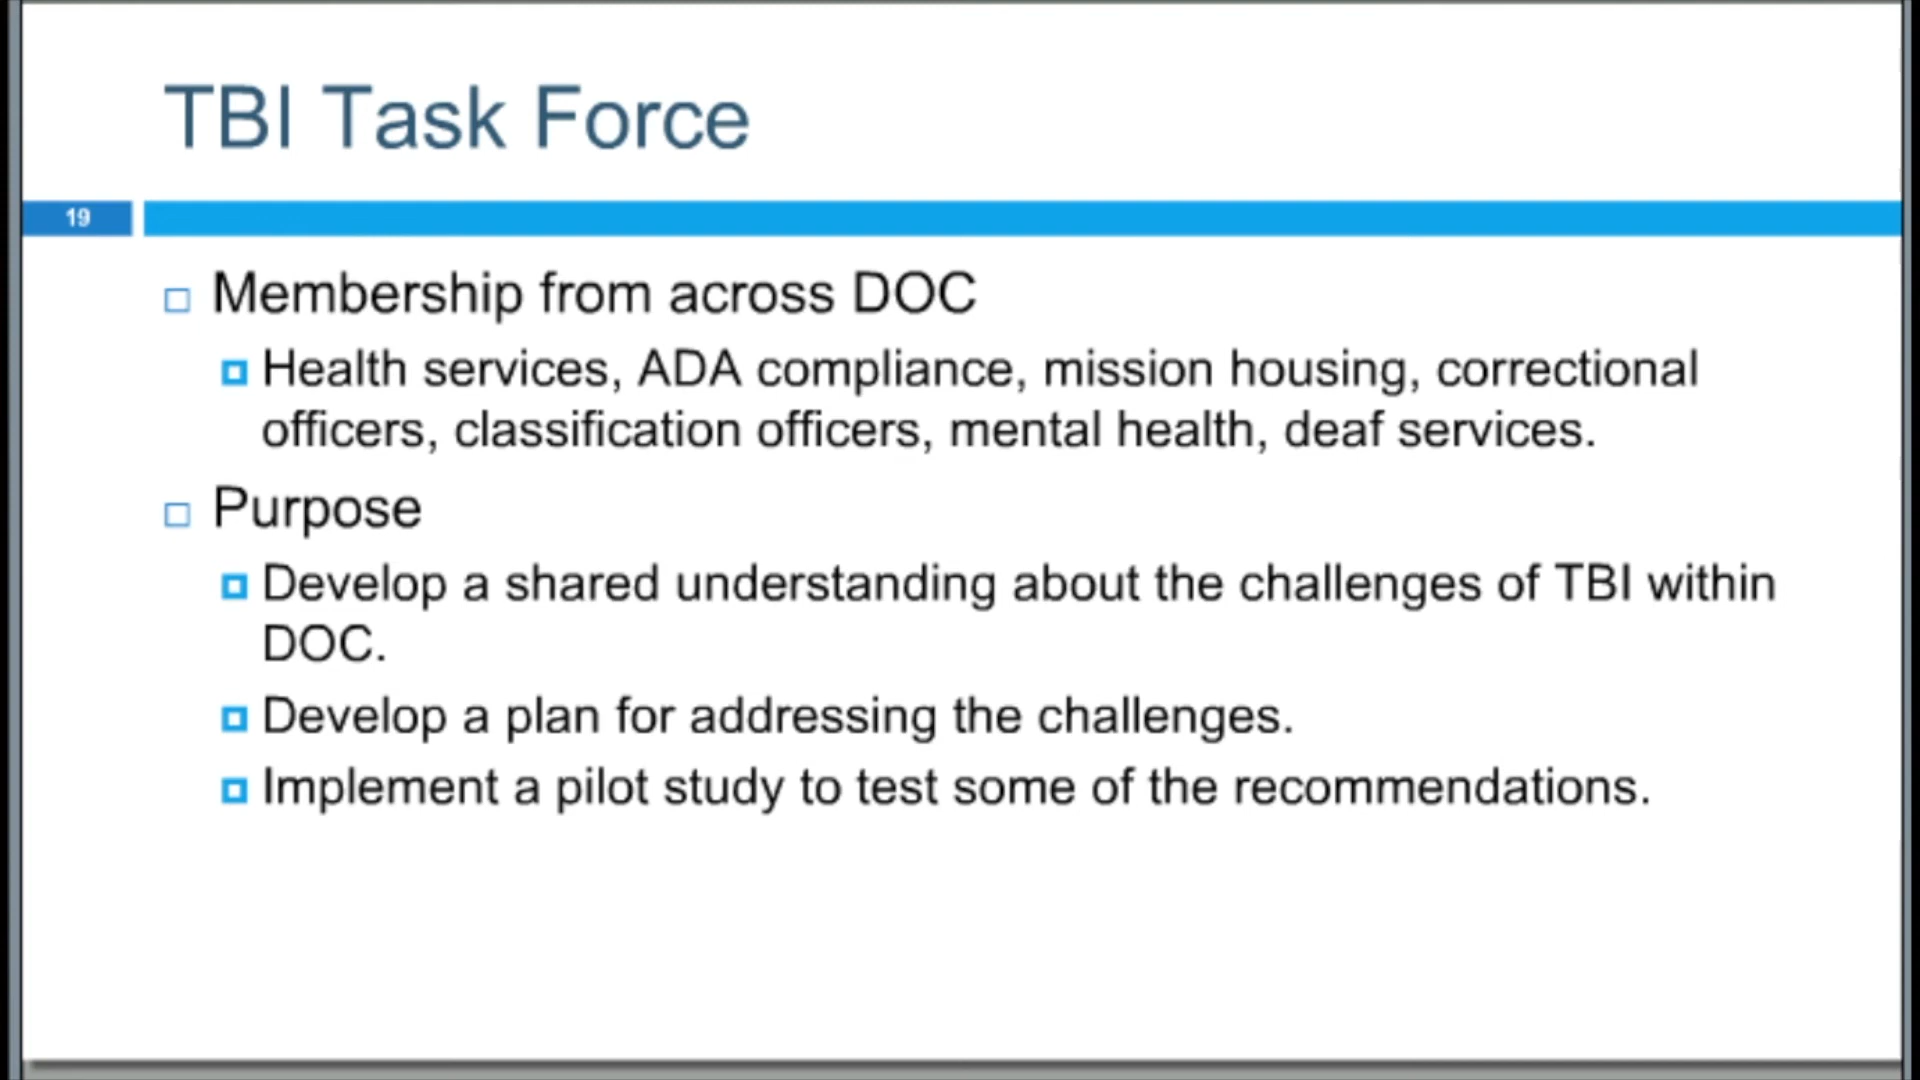 TBI Task Force
19
Membership from across DOC
Health services, ADA compliance, mission housing, correctional
officers, classification officers, mental health, deaf services.
Purpose
Develop a shared understanding about the challenges of TBI within
DOC.
Develop a plan for addressing the challenges.
Implement a pilot study to test some of the recommendations.